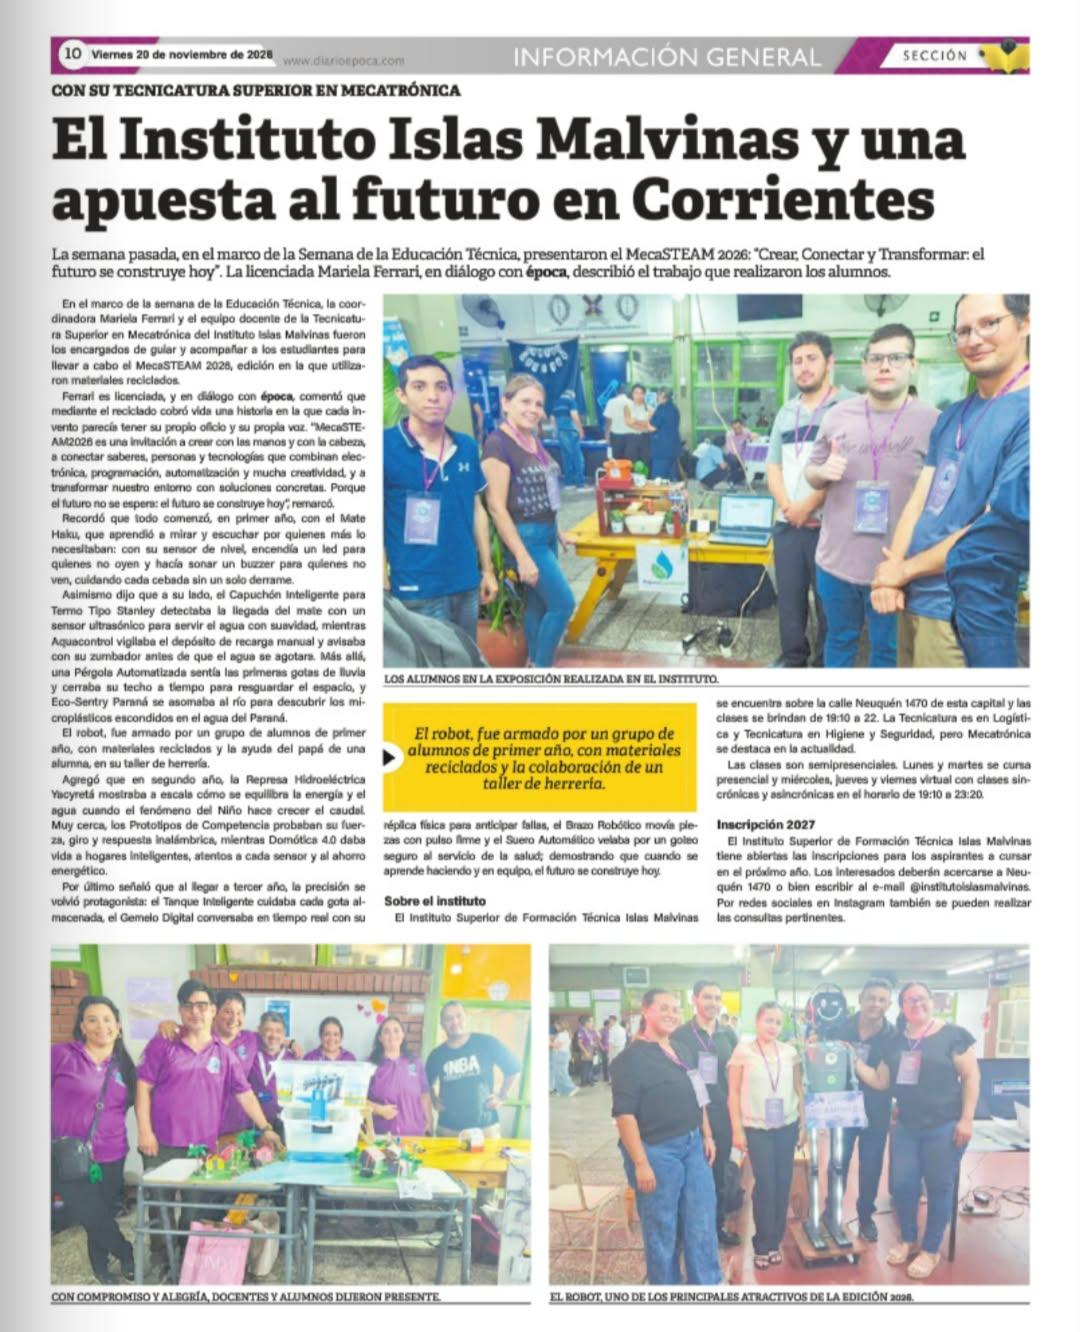 10 Viernes 20 de noviembre de 2026
www.diarioepoca.com
INFORMACIÓN GENERAL
SECCIÓN
CON SU TECNICATURA SUPERIOR EN MECATRÓNICA
El Instituto Islas Malvinas y una
apuesta al futuro en Corrientes
La semana pasada, en el marco de la Semana de la Educación Técnica, presentaron el MecaSTEAM 2026: "Crear, Conectar y Transformar: el
futuro se construye hoy". La licenciada Mariela Ferrari, en diálogo con época, describió el trabajo que realizaron los alumnos.
En el marco de la semana de la Educación Técnica, la coor-
dinadora Mariela Ferrari y el equipo docente de la Tecnicatu-
ra Superior en Mecatrónica del Instituto Islas Malvinas fueron
los encargados de guiar y acompañar a los estudiantes para
llevar a cabo el MecaSTEAM 2026, edición en la que utiliza-
ron materiales reciclados.
Ferrari es licenciada, y en diálogo con época, comentó que
mediante el reciclado cobró vida una historia en la que cada in-
vento parecía tener su propio oficio y su propia voz. "MecaSTE-
AM2026 es una invitación a crear con las manos y con la cabeza,
a conectar saberes, personas y tecnologías que combinan elec-
trónica, programación, automatización y mucha creatividad, y a
transformar nuestro entorno con soluciones concretas. Porque
el futuro no se espera: el futuro se construye hoy", remarcó.
Recordó que todo comenzó, en primer año, con el Mate
Haku, que aprendió a mirar y escuchar por quienes más lo
necesitaban: con su sensor de nivel, encendía un led para
quienes no oyen y hacía sonar un buzzer para quienes no
ven, cuidando cada cebada sin un solo derrame.
Asimismo dijo que a su lado, el Capuchón Inteligente para
Termo Tipo Stanley detectaba la llegada del mate con un
sensor ultrasónico para servir el agua con suavidad, mientras
Aquacontrol vigilaba el depósito de recarga manual y avisaba
con su zumbador antes de que el agua se agotara. Más allá,
una Pérgola Automatizada sentía las primeras gotas de lluvia
y cerraba su techo a tiempo para resguardar el espacio, y
Eco-Sentry Paraná se asomaba al río para descubrir los mi-
croplásticos escondidos en el agua del Paraná.
El robot, fue armado por un grupo de alumnos de primer
año, con materiales reciclados y la ayuda del papá de una
alumna, en su taller de herrería.
Agregó que en segundo año, la Represa Hidroeléctrica
Yacyretá mostraba a escala cómo se equilibra la energía y el
agua cuando el fenómeno del Niño hace crecer el caudal.
Muy cerca, los Prototipos de Competencia probaban su fuer-
za, giro y respuesta inalámbrica, mientras Domótica 4.0 daba
vida a hogares inteligentes, atentos a cada sensor y al ahorro
energético.
Por último señaló que al llegar a tercer año, la precisión se
volvió protagonista: el Tanque Inteligente cuidaba cada gota al-
macenada, el Gemelo Digital conversaba en tiempo real con su
LOS ALUMNOS EN LA EXPOSICIÓN REALIZADA EN EL INSTITUTO.
El robot, fue armado por un grupo de
alumnos de primer año, con materiales
reciclados y la colaboración de un
taller de herrería.
réplica física para anticipar fallas, el Brazo Robótico movía pie-
zas con pulso firme y el Suero Automático velaba por un goteo
seguro al servicio de la salud; demostrando que cuando se
aprende haciendo y en equipo, el futuro se construye hoy.
Sobre el instituto
El Instituto Superior de Formación Técnica Islas Malvinas
se encuentra sobre la calle Neuquén 1470 de esta capital y las
clases se brindan de 19:10 a 22. La Tecnicatura es en Logísti-
ca y Tecnicatura en Higiene y Seguridad, pero Mecatrónica
se destaca en la actualidad.
Las clases son semipresenciales. Lunes y martes se cursa
presencial y miércoles, jueves y viernes virtual con clases sin-
crónicas y asincrónicas en el horario de 19:10 a 23:20.
Inscripción 2027
El Instituto Superior de Formación Técnica Islas Malvinas
tiene abiertas las inscripciones para los aspirantes a cursar
en el próximo año. Los interesados deberán acercarse a Neu-
quén 1470 o bien escribir al e-mail @institutoislasmalvinas.
Por redes sociales en Instagram también se pueden realizar
las consultas pertinentes.
NBA
CON COMPROMISO Y ALEGRÍA, DOCENTES Y ALUMNOS DIJERON PRESENTE.
EL ROBOT, UNO DE LOS PRINCIPALES ATRACTIVOS DE LA EDICIÓN 2026.